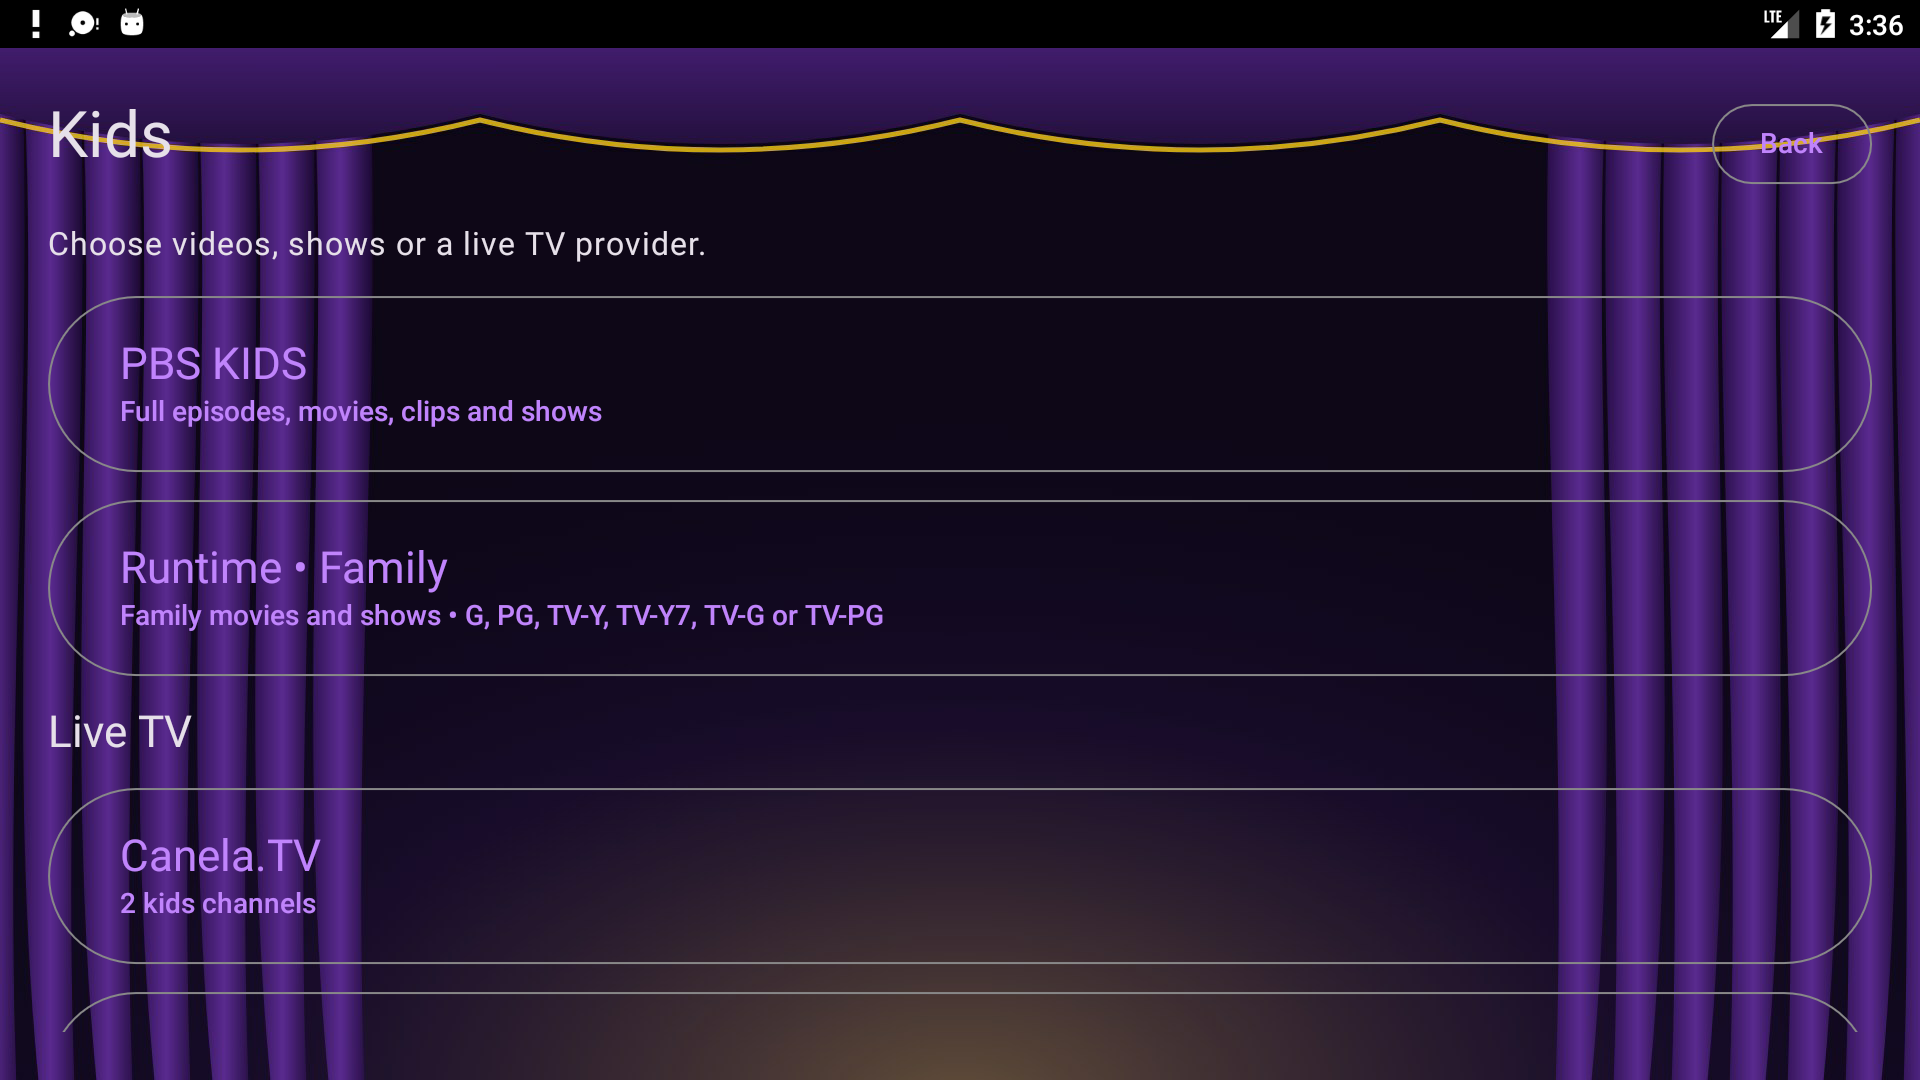 LTE 3:36
Kids
Back
Choose videos, shows or a live TV provider.
PBS KIDS
Full episodes, movies, clips and shows
Runtime • Family
Family movies and shows • G, PG, TV-Y, TV-Y7, TV-G or TV-PG
Live TV
Canela.TV
2 kids channels